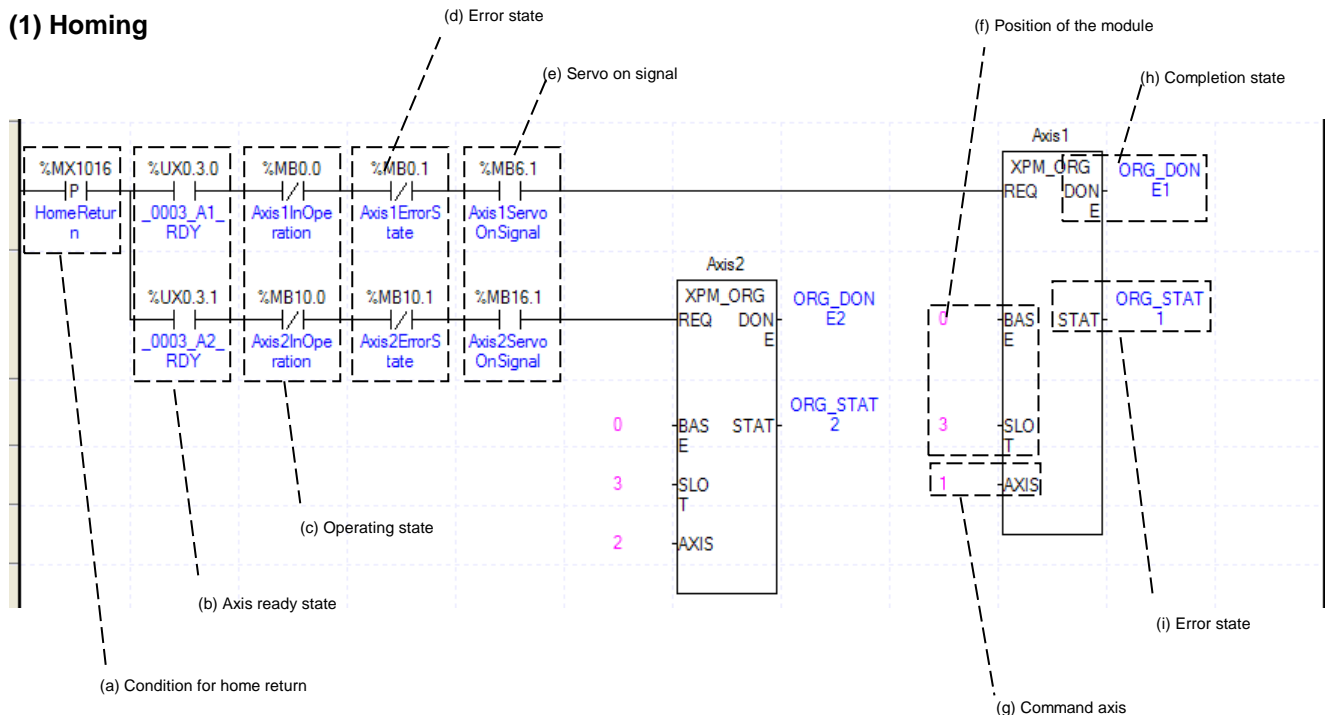 (1) Homing
(d) Error state
(f) Position of the module
(e) Servo on signal
(h) Completion state
Axis1
%MX1016
%UX0.3.0
%MB0.0
%MB0.1
%MB6.1
XPM_ORG
ORG_DON
E1
P
REQ
DON
E
HomeRetur
n
_0003_A1_
RDY
Axis1InOpe
ration
Axis1ErrorS
tate
Axis1Servo
OnSignal
Axis2
%UX0.3.1
%MB10.0
%MB10.1
%MB16.1
XPM_ORG
ORG_DON
E2
ORG_STAT
1
REQ
DON
E
0
BAS
E
STAT
_0003_A2_
RDY
Axis2InOpe
ration
Axis2ErrorS
tate
Axis2Servo
OnSignal
ORG_STAT
2
0
BAS
E
STAT
3
SLO
T
3
SLO
T
1
AXIS
(c) Operating state
2
AXIS
(b) Axis ready state
(i) Error state
(a) Condition for home return
(g) Command axis